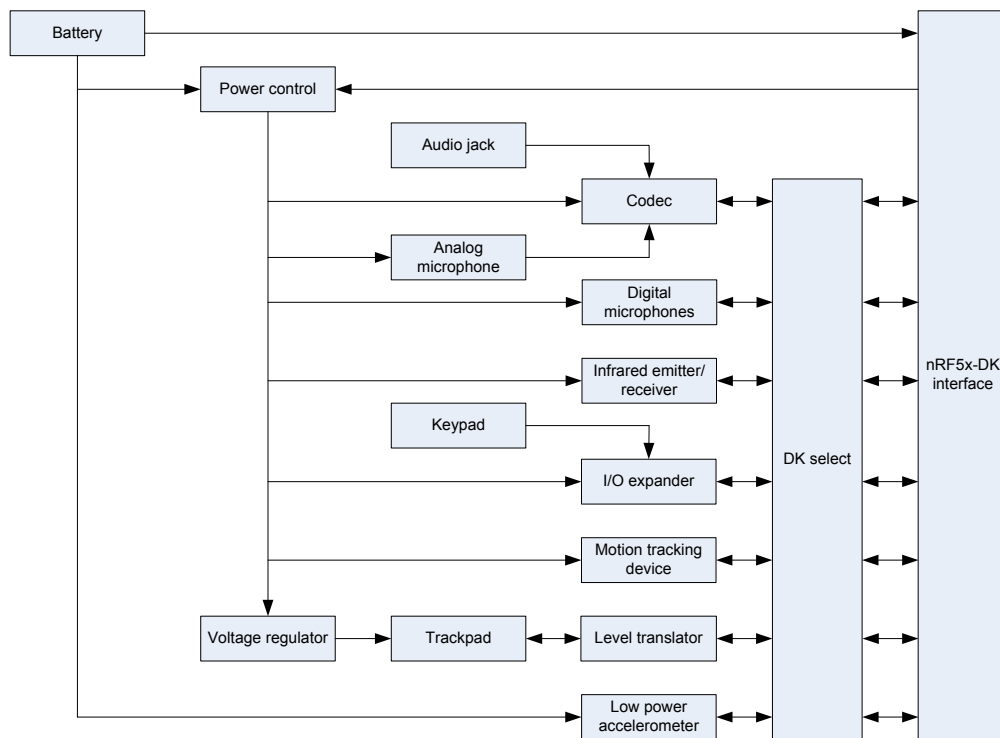 Battery
Power control
Audio jack
Codec
Analog
microphone
Digital
microphones
Infrared emitter/
receiver
nRF5x-DK
interface
Keypad
DK select
I/O expander
Motion tracking
device
Voltage regulator
Trackpad
Level translator
Low power
accelerometer